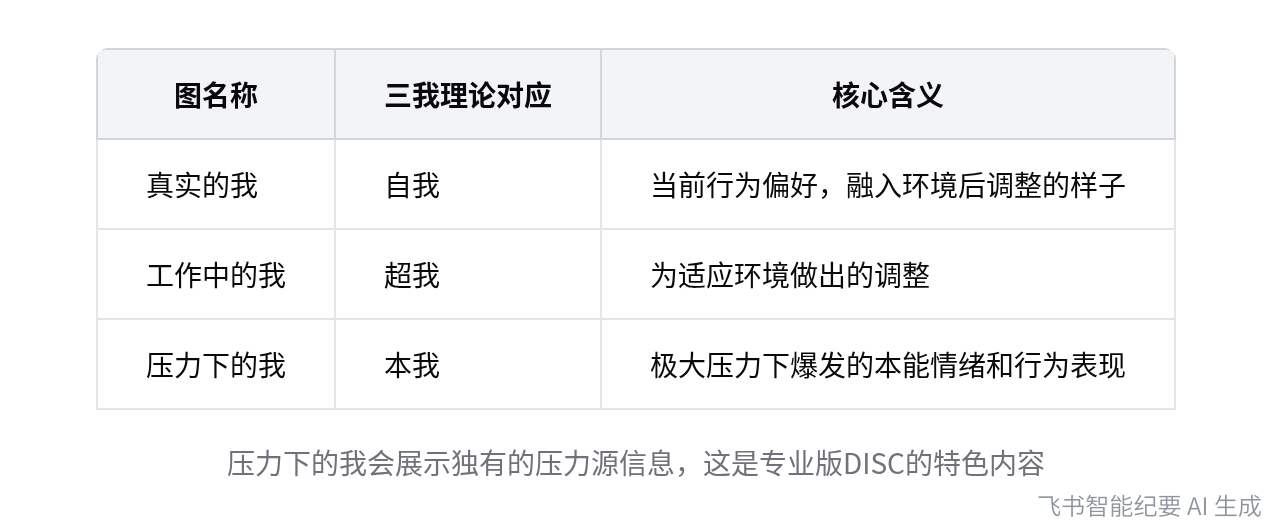 图名称 三我理论对应 核心含义
真实的我 自我 当前行为偏好，融入环境后调整的样子
工作中的我 超我 为适应环境做出的调整
压力下的我 本我 极大压力下爆发的本能情绪和行为表现
压力下的我会展示独有的压力源信息，这是专业版DISC的特色内容
飞书智能纪要 AI 生成